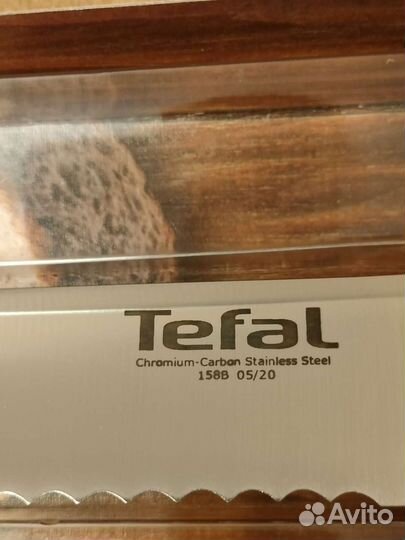 Tefal
Chromium-Carbon Stainless Steel
158B 05/20
Avito